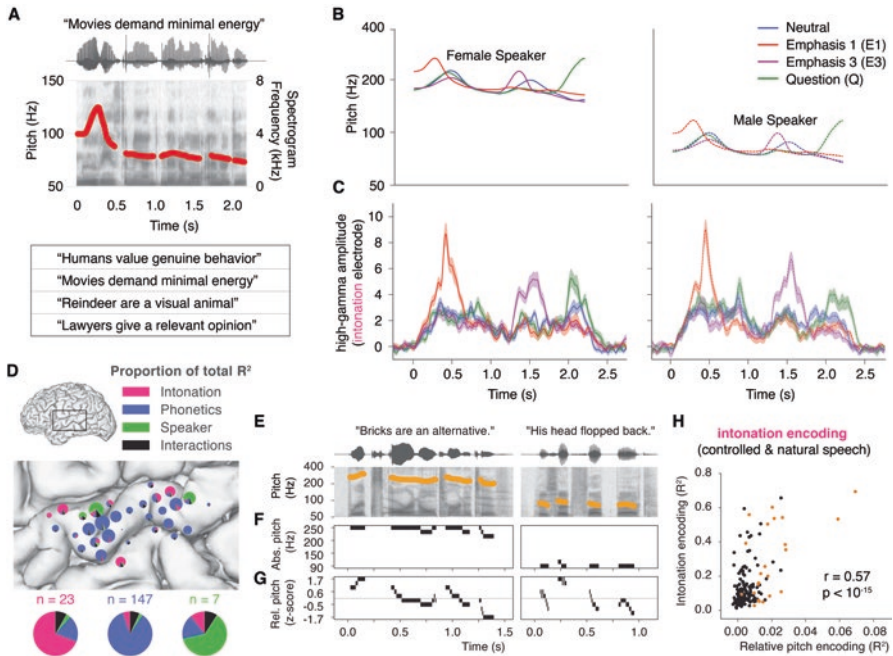 A
"Movies demand minimal energy"
150
100
50
Pitch (Hz)
8
4
0
Spectrogram
Frequency (kHz)
0 0.5 1.0 1.5 2.0
Time (s)
"Humans value genuine behavior"
"Movies demand minimal energy"
"Reindeer are a visual animal"
"Lawyers give a relevant opinion"
B
400
200
100
50
Pitch (Hz)
Female Speaker
Male Speaker
Neutral
Emphasis 1 (E1)
Emphasis 3 (E3)
Question (Q)
C
10
8
6
4
2
0
high-gamma amplitude
(intonation electrode)
0 0.5 1.0 1.5 2.0 2.5
Time (s)
0 0.5 1.0 1.5 2.0 2.5
Time (s)
D
Proportion of total R²
Intonation
Phonetics
Speaker
Interactions
n = 23 n = 147 n = 7
E
"Bricks are an alternative."
"His head flopped back."
400
200
50
Pitch
(Hz)
F
250
90
Abs. pitch
(Hz)
G
1.7
0.6
-0.5
-1.7
Rel. pitch
(z-score)
0.0 0.5 1.0 1.5
Time (s)
0.0 0.5 1.0
H
intonation encoding
(controlled & natural speech)
0.8
0.6
0.4
0.2
0.0
Intonation encoding (R²)
r = 0.57
p < 10⁻¹⁵
0.00 0.02 0.04 0.06 0.08
Relative pitch encoding (R²)